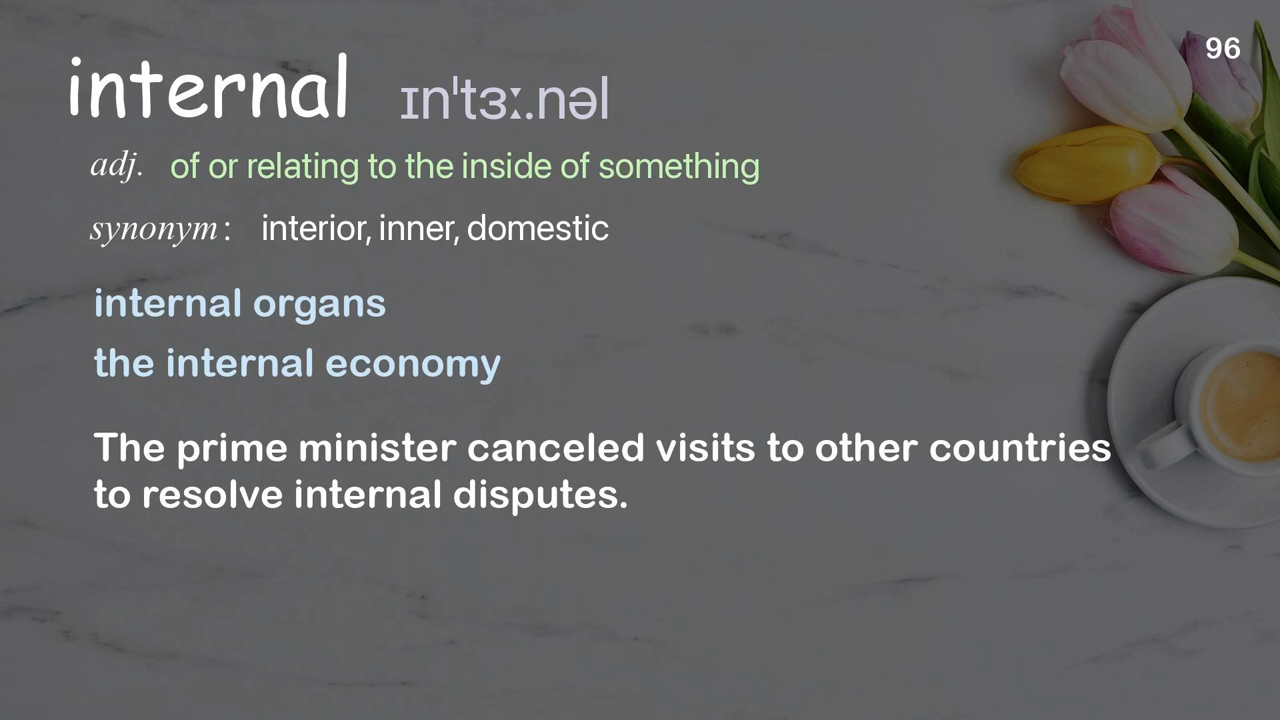 96
internal ɪnˈtɜː.nəl
adj. of or relating to the inside of something
synonym: interior, inner, domestic
internal organs
the internal economy
The prime minister canceled visits to other countries
to resolve internal disputes.